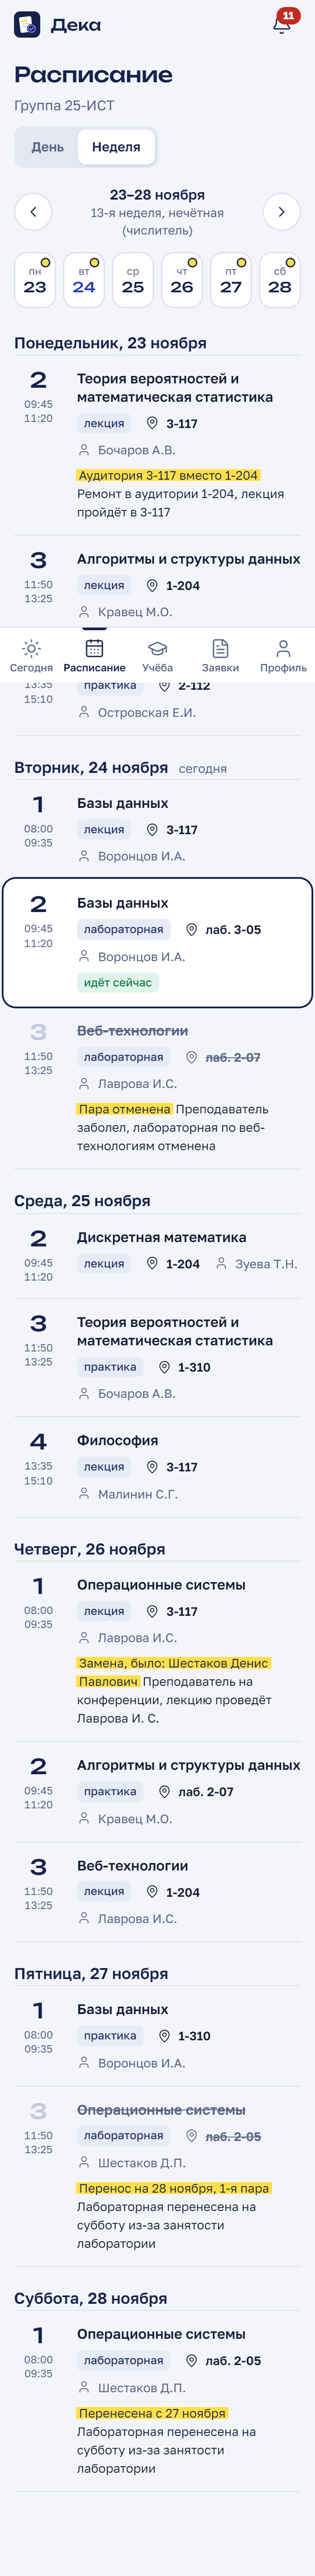 Дека
11
Расписание
Группа 25-ИСТ
День Неделя
23–28 ноября
13-я неделя, нечётная
(числитель)
пн вт ср чт пт сб
23 24 25 26 27 28
Понедельник, 23 ноября
2
09:45
11:20
Теория вероятностей и
математическая статистика
лекция 3-117
Бочаров А.В.
Аудитория 3-117 вместо 1-204
Ремонт в аудитории 1-204, лекция
пройдёт в 3-117
3
11:50
13:25
Алгоритмы и структуры данных
лекция 1-204
Кравец М.О.
Сегодня Расписание Учёба Заявки Профиль
13:35
15:10
практика 2-112
Островская Е.И.
Вторник, 24 ноября сегодня
1
08:00
09:35
Базы данных
лекция 3-117
Воронцов И.А.
2
09:45
11:20
Базы данных
лабораторная лаб. 3-05
Воронцов И.А.
идёт сейчас
3
11:50
13:25
Веб-технологии
лабораторная лаб. 2-07
Лаврова И.С.
Пара отменена Преподаватель
заболел, лабораторная по веб-
технологиям отменена
Среда, 25 ноября
2
09:45
11:20
Дискретная математика
лекция 1-204 Зуева Т.Н.
3
11:50
13:25
Теория вероятностей и
математическая статистика
практика 1-310
Бочаров А.В.
4
13:35
15:10
Философия
лекция 3-117
Малинин С.Г.
Четверг, 26 ноября
1
08:00
09:35
Операционные системы
лекция 3-117
Лаврова И.С.
Замена, было: Шестаков Денис
Павлович Преподаватель на
конференции, лекцию проведёт
Лаврова И. С.
2
09:45
11:20
Алгоритмы и структуры данных
практика лаб. 2-07
Кравец М.О.
3
11:50
13:25
Веб-технологии
лекция 1-204
Лаврова И.С.
Пятница, 27 ноября
1
08:00
09:35
Базы данных
практика 1-310
Воронцов И.А.
3
11:50
13:25
Операционные системы
лабораторная лаб. 2-05
Шестаков Д.П.
Перенос на 28 ноября, 1-я пара
Лабораторная перенесена на
субботу из-за занятости
лаборатории
Суббота, 28 ноября
1
08:00
09:35
Операционные системы
лабораторная лаб. 2-05
Шестаков Д.П.
Перенесена с 27 ноября
Лабораторная перенесена на
субботу из-за занятости
лаборатории